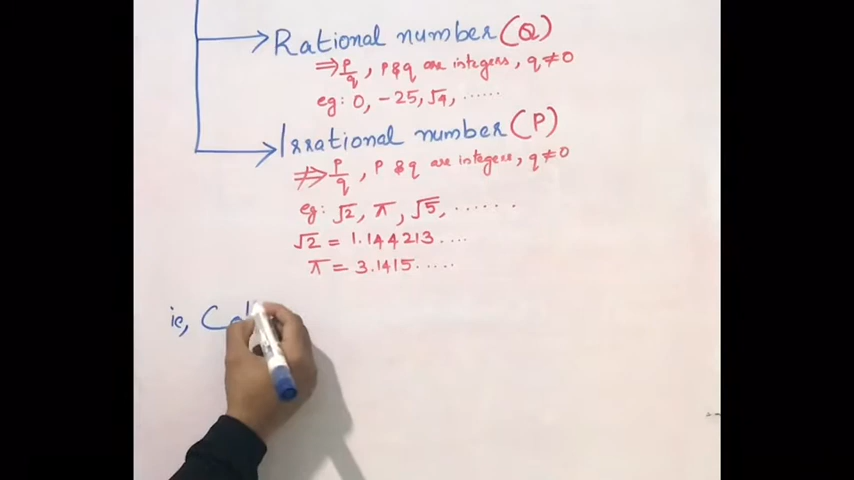 Rational number (Q)
⇒ p/q, p & q are integers, q ≠ 0
eg: 0, -25, √4, ......
Irrational number (P)
⇏ p/q, p & q are integers, q ≠ 0
eg: √2, π, √5, ......
√2 = 1.144213....
π = 3.1415.....
ie,